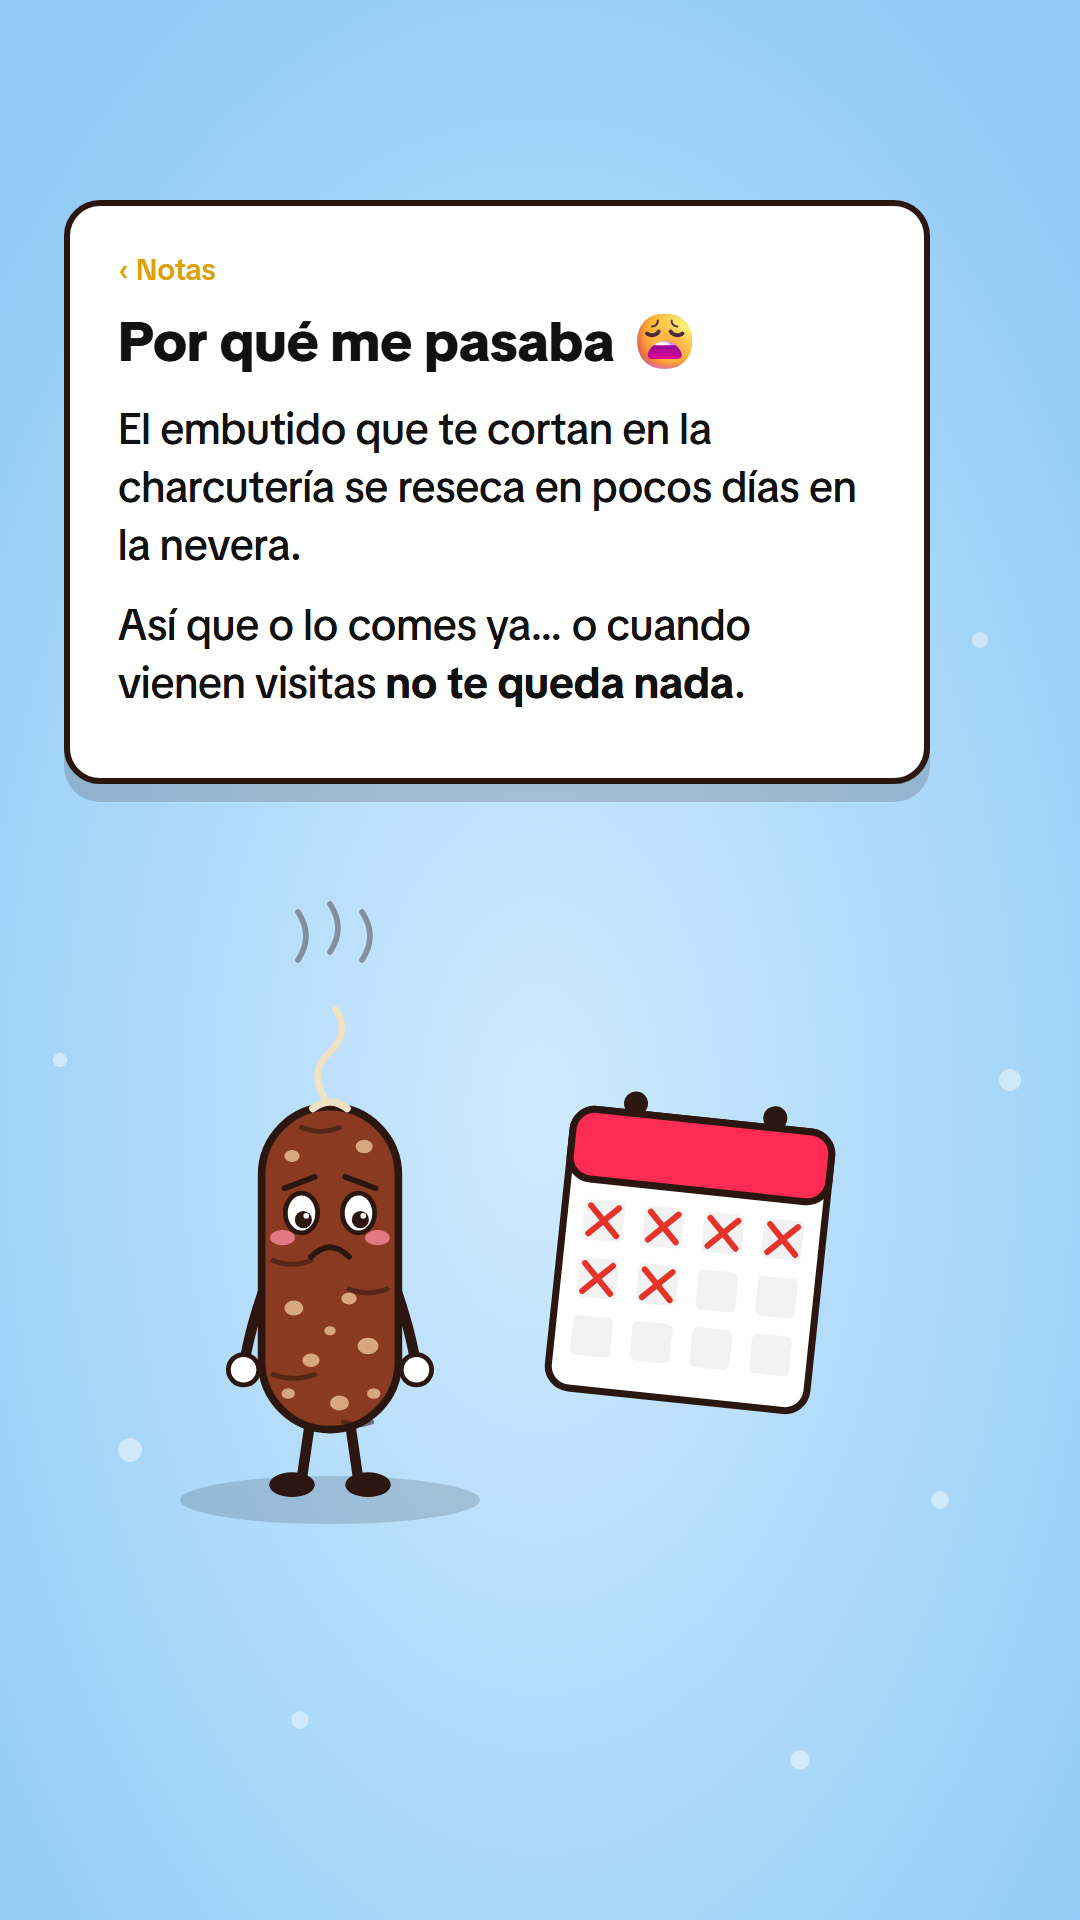 ‹ Notas
Por qué me pasaba 😩
El embutido que te cortan en la
charcutería se reseca en pocos días en
la nevera.
Así que o lo comes ya... o cuando
vienen visitas no te queda nada.